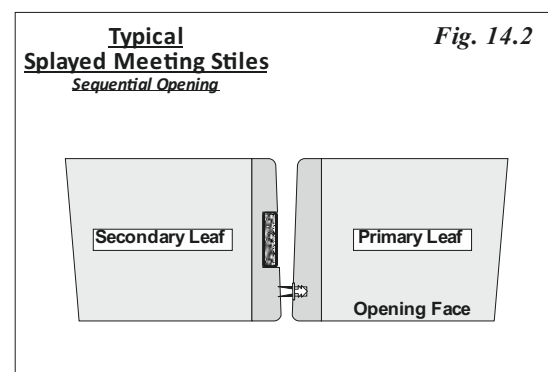 Typical
Fig. 14.2
Splayed Meeting Stiles
Sequential Opening
Secondary Leaf
Primary Leaf
Opening Face